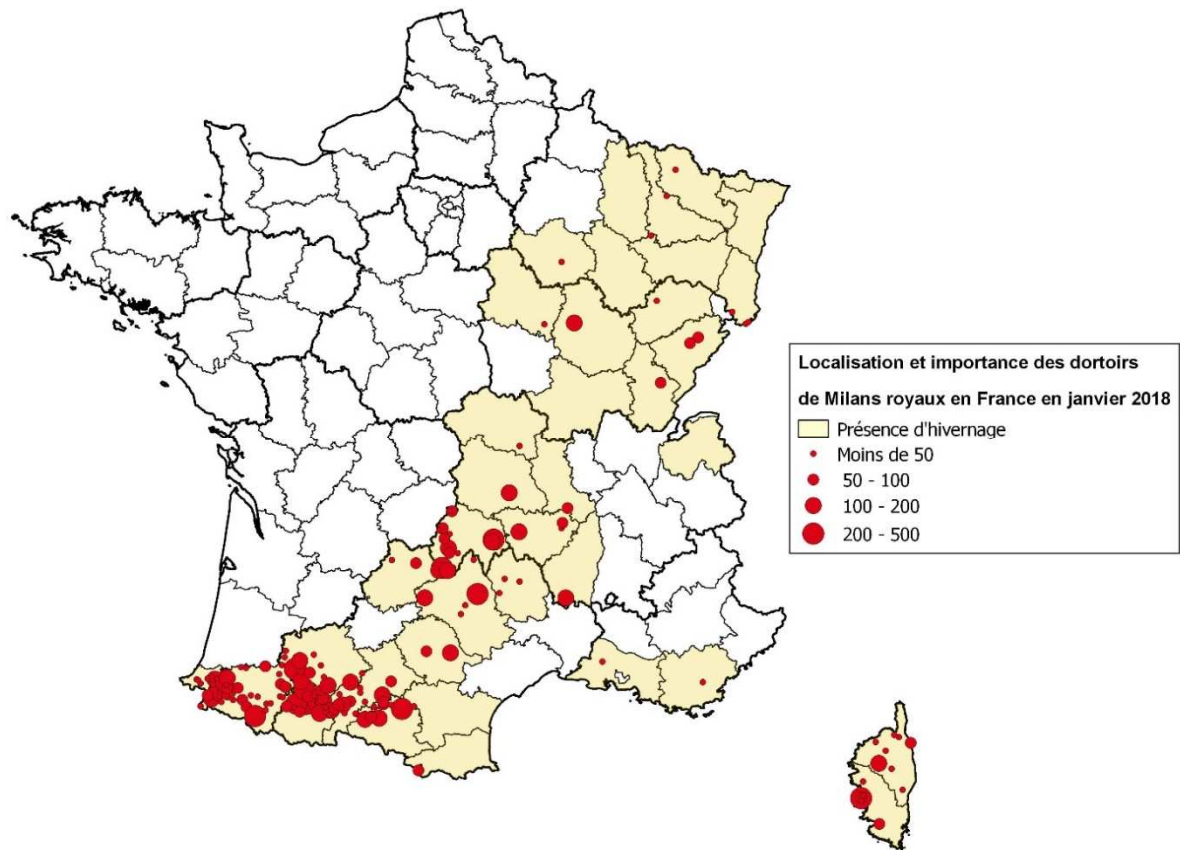 Localisation et importance des dortoirs
de Milans royaux en France en janvier 2018
Présence d'hivernage
Moins de 50
50 - 100
100 - 200
200 - 500